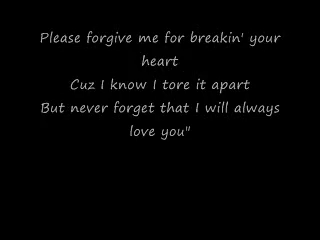 Please forgive me for breakin' your
heart
Cuz I know I tore it apart
But never forget that I will always
love you"